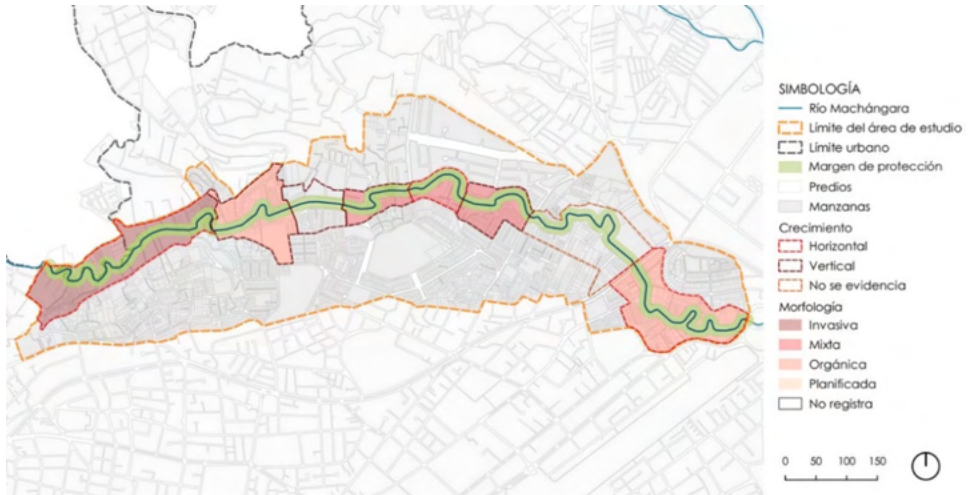 SIMBOLOGÍA
Río Machángara
Límite del área de estudio
Límite urbano
Margen de protección
Predios
Manzanas
Crecimiento
Horizontal
Vertical
No se evidencia
Morfología
Invasiva
Mixta
Orgánica
Planificada
No registra
0 50 100 150